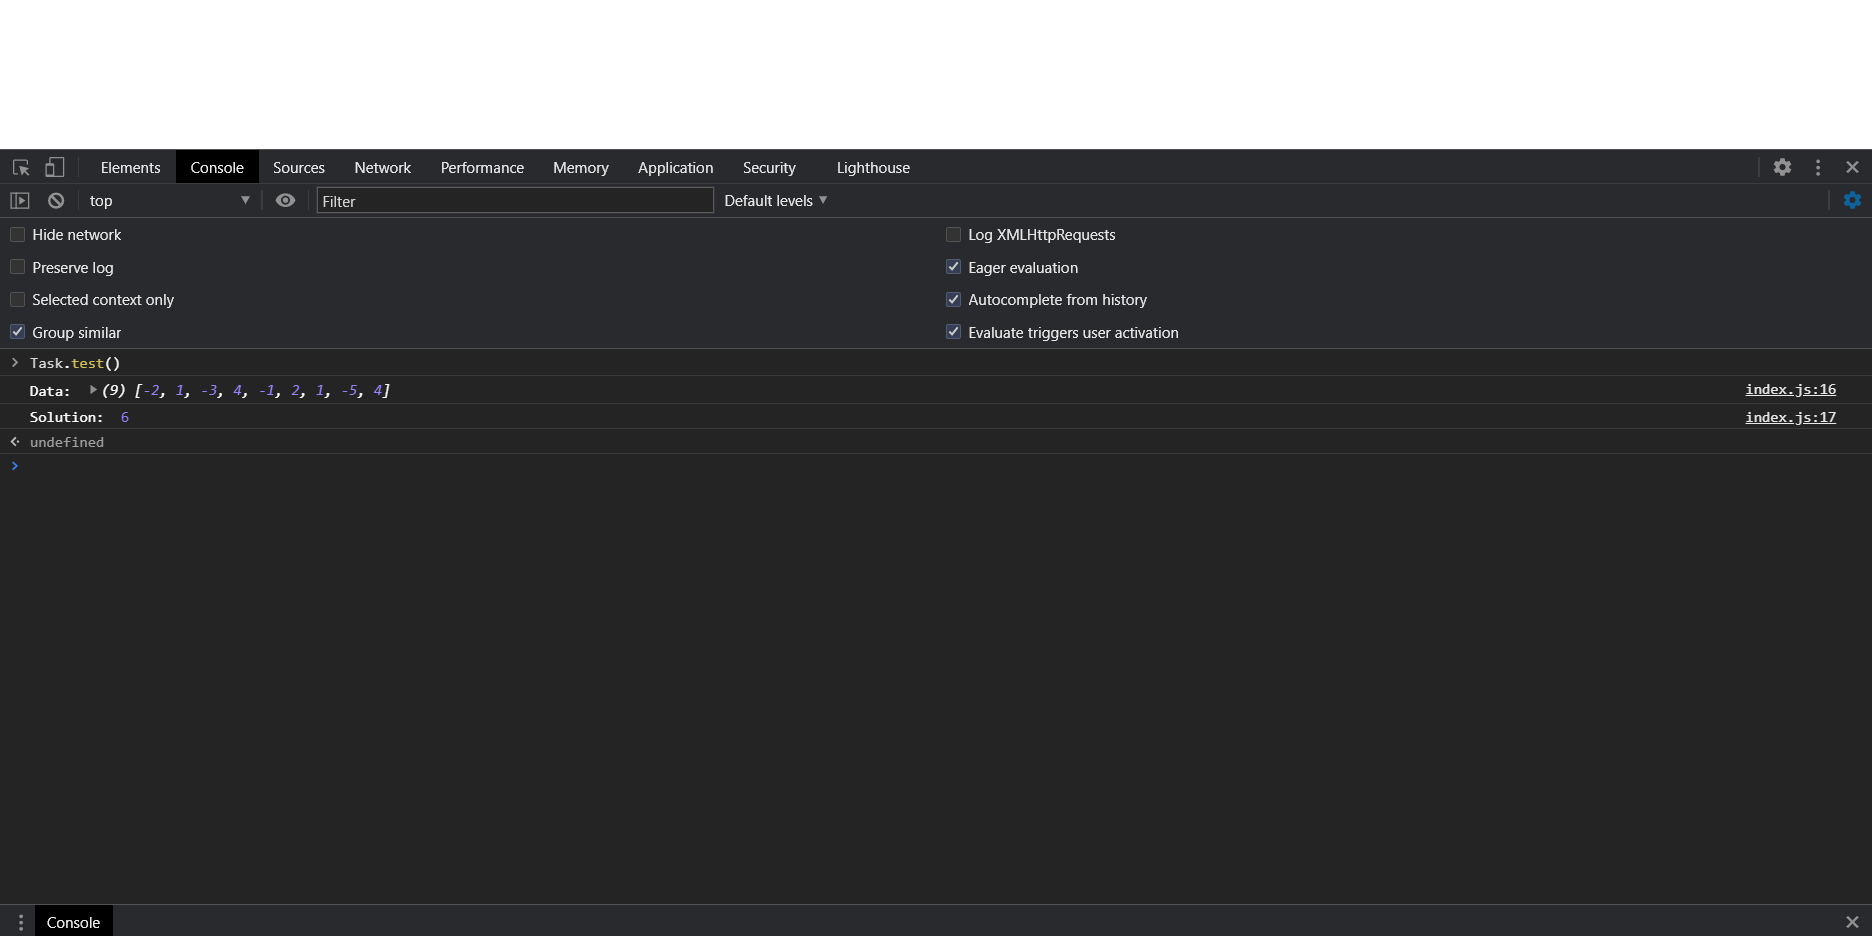 Elements Console Sources Network Performance Memory Application Security Lighthouse
top Filter Default levels
Hide network Log XMLHttpRequests
Preserve log Eager evaluation
Selected context only Autocomplete from history
Group similar Evaluate triggers user activation
Task.test()
Data: (9) [-2, 1, -3, 4, -1, 2, 1, -5, 4] index.js:16
Solution: 6 index.js:17
undefined
Console